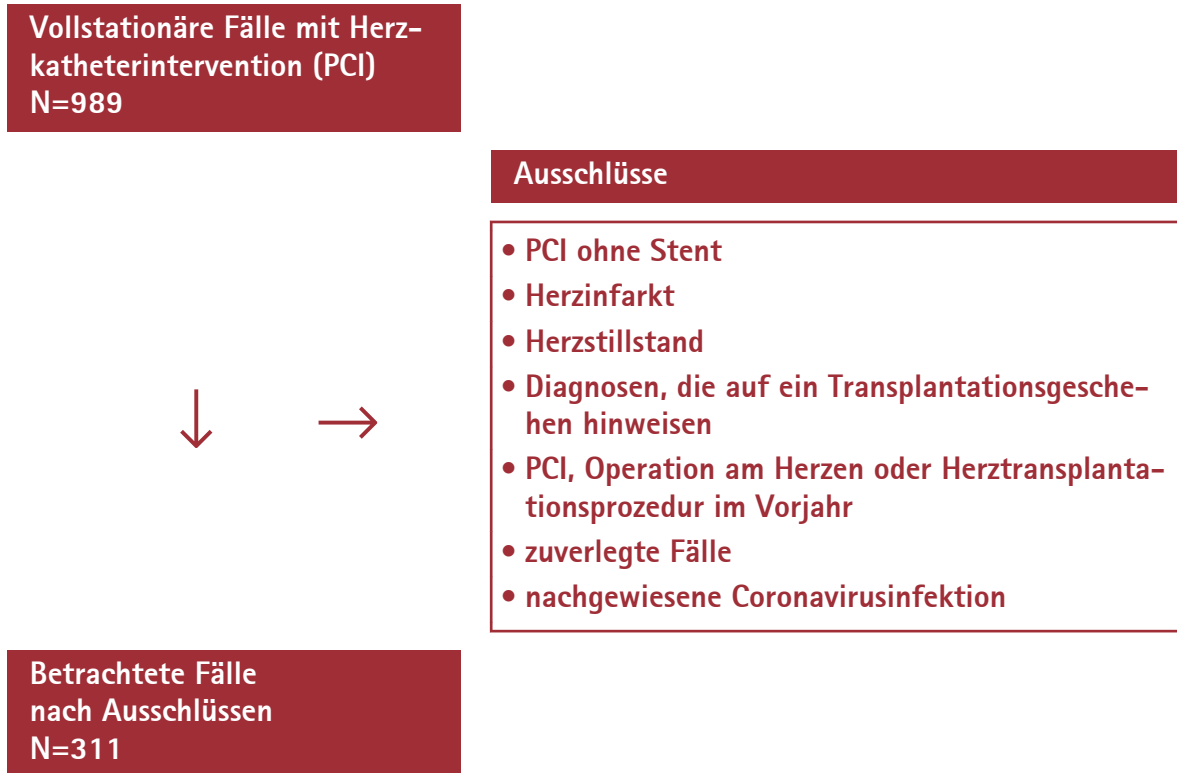 Vollstationäre Fälle mit Herz-
katheterintervention (PCI)
N=989
Ausschlüsse
• PCI ohne Stent
• Herzinfarkt
• Herzstillstand
• Diagnosen, die auf ein Transplantationsgesche-
hen hinweisen
• PCI, Operation am Herzen oder Herztransplanta-
tionsprozedur im Vorjahr
• zuverlegte Fälle
• nachgewiesene Coronavirusinfektion
Betrachtete Fälle
nach Ausschlüssen
N=311